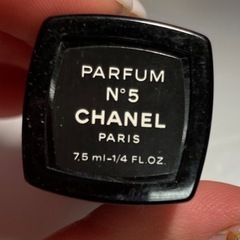 PARFUM
N°5
CHANEL
PARIS
7.5 ml-1/4 FL.OZ.